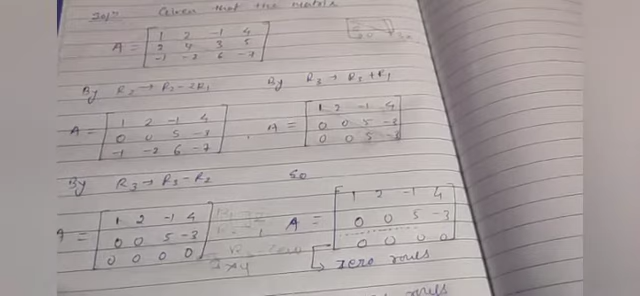 Soln Given that the matrix
A = [1 2 -1 4
2 4 3 5
-1 -2 6 -7]
By R2 → R2 - 2R1 By R3 → R3 + R1
A = [1 2 -1 4
0 0 5 -3
-1 -2 6 -7] , A = [1 2 -1 4
0 0 5 -3
0 0 5 -3]
By R3 → R3 - R2 so
A = [1 2 -1 4
0 0 5 -3
0 0 0 0] A = [1 2 -1 4
0 0 5 -3
0 0 0 0]
zero rows
rows